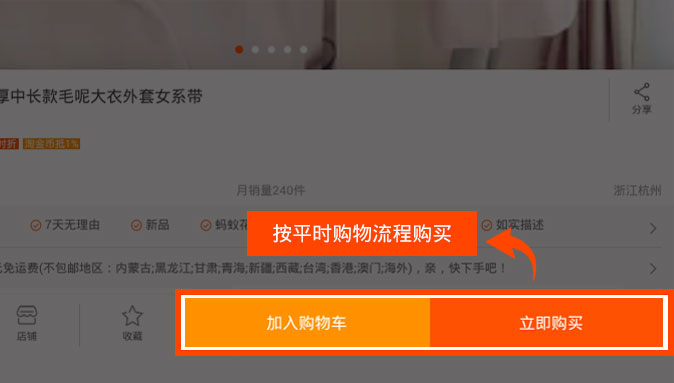 厚中长款毛呢大衣外套女系带
分享
时折 淘金币抵1%
月销量240件 浙江杭州
7天无理由 新品 蚂蚁花 如实描述
按平时购物流程购买
免运费(不包邮地区：内蒙古;黑龙江;甘肃;青海;新疆;西藏;台湾;香港;澳门;海外)，亲，快下手吧！
店铺 收藏 加入购物车 立即购买